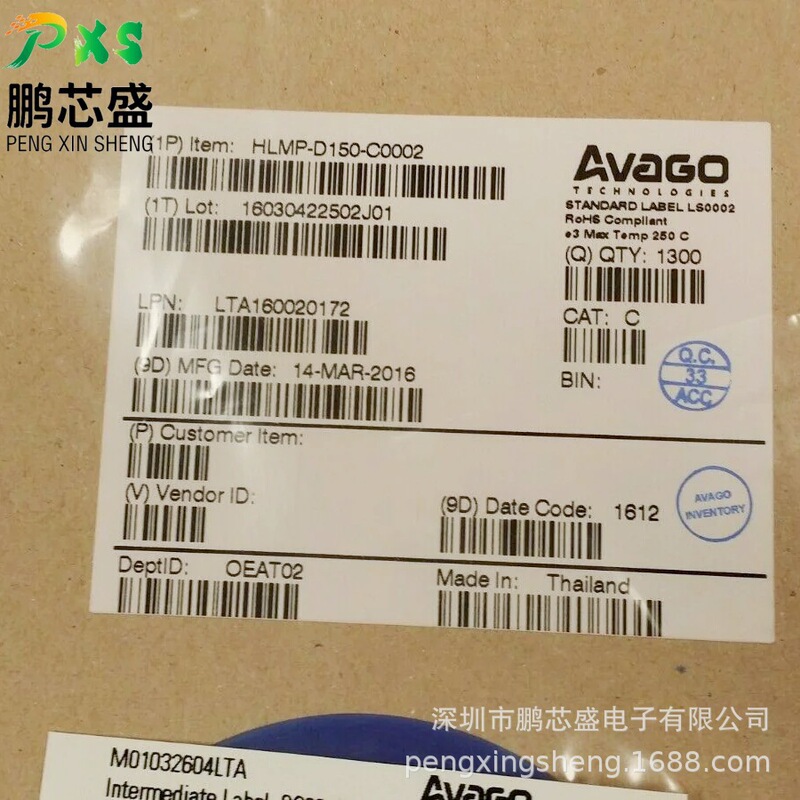 PXS
鹏芯盛
PENG XIN SHENG
(1P) Item: HLMP-D150-C0002
(1T) Lot: 16030422502J01
LPN: LTA160020172
(9D) MFG Date: 14-MAR-2016
AVAGO
TECHNOLOGIES
STANDARD LABEL LS0002
RoHS Compliant
e3 Max Temp 250 C
(Q) QTY: 1300
CAT: C
BIN:
Q.C.
33
ACC
(P) Customer Item:
(V) Vendor ID:
(9D) Date Code: 1612
AVAGO
INVENTORY
DeptID: OEAT02
Made In: Thailand
深圳市鹏芯盛电子有限公司
pengxingsheng.1688.com
M01032604LTA
Intermediate Label
AVAGO